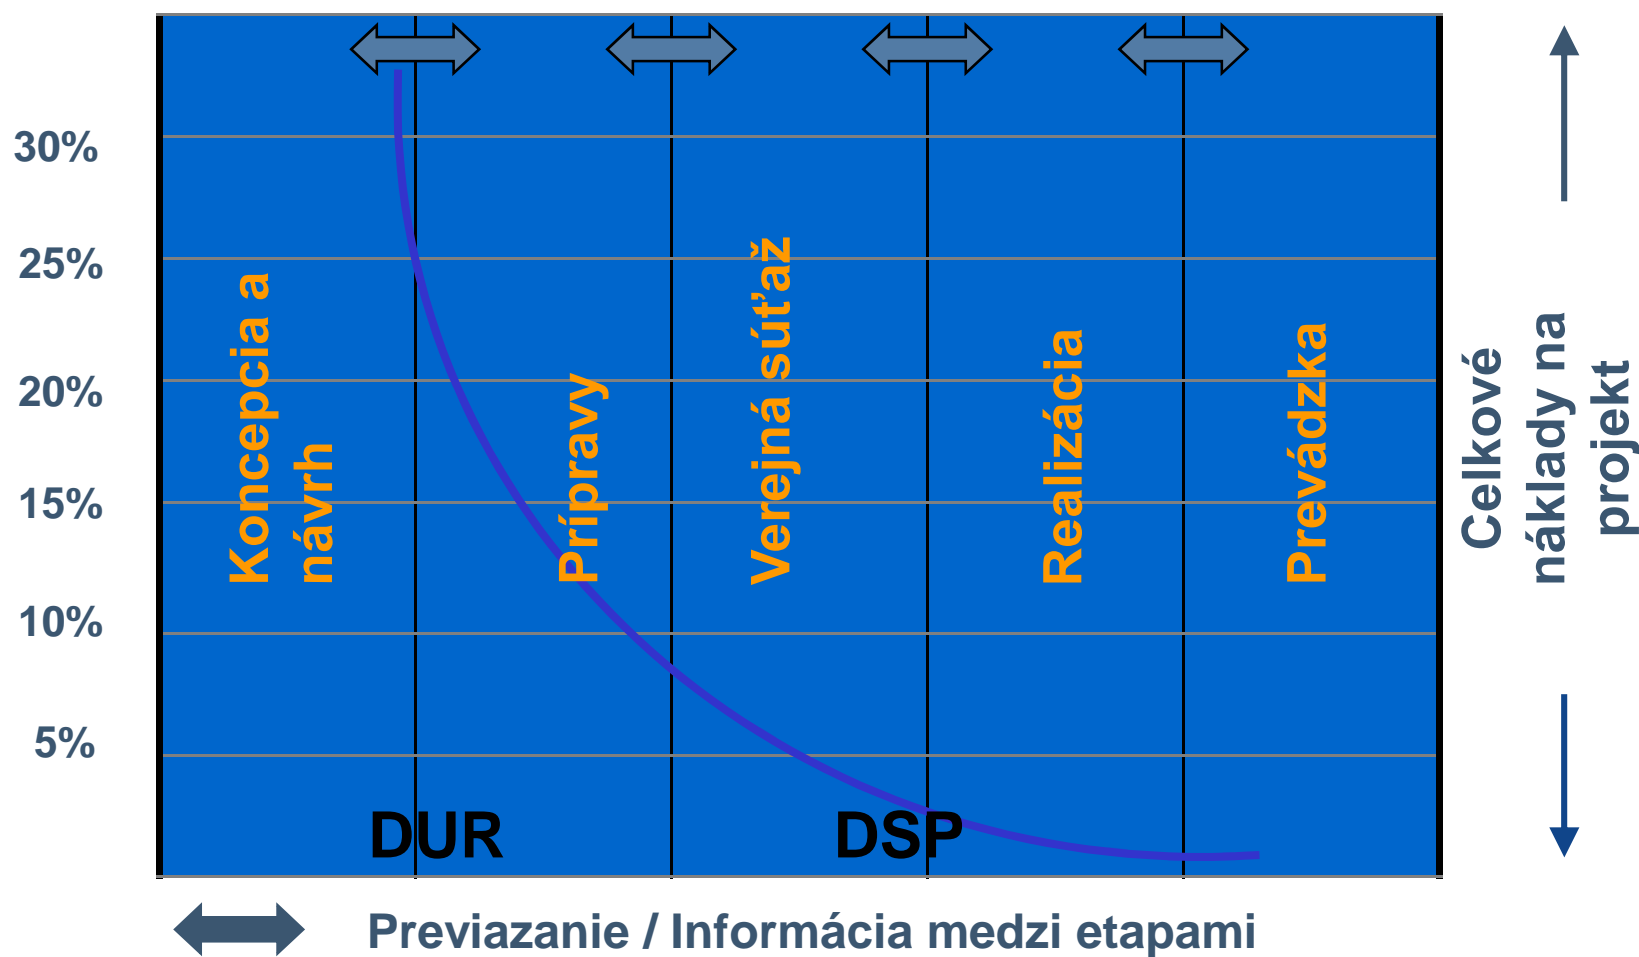 30%
25%
20%
15%
10%
5%
Koncepcia a
návrh
Prípravy
Verejná súťaž
Realizácia
Prevádzka
DUR
DSP
Celkové
náklady na
projekt
Previazanie / Informácia medzi etapami